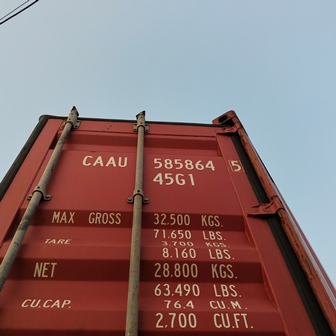 CAAU 585864 5
45G1
MAX GROSS 32.500 KGS.
71.650 LBS.
TARE 3.700 KGS.
8.160 LBS.
NET 28.800 KGS.
63.490 LBS.
CU.CAP. 76.4 CU.M.
2.700 CU.FT.